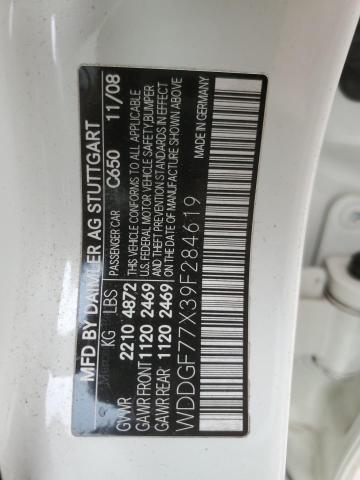 MFD BY DAIMLER AG STUTTGART
PASSENGER CAR C650 11/08
KG LBS
GVWR 2210 4872
GAWR FRONT 1120 2469
GAWR REAR 1120 2469
THIS VEHICLE CONFORMS TO ALL APPLICABLE
U.S. FEDERAL MOTOR VEHICLE SAFETY/BUMPER
AND THEFT PREVENTION STANDARDS IN EFFECT
ON THE DATE OF MANUFACTURE SHOWN ABOVE
MADE IN GERMANY
WDDGF77X39F284619